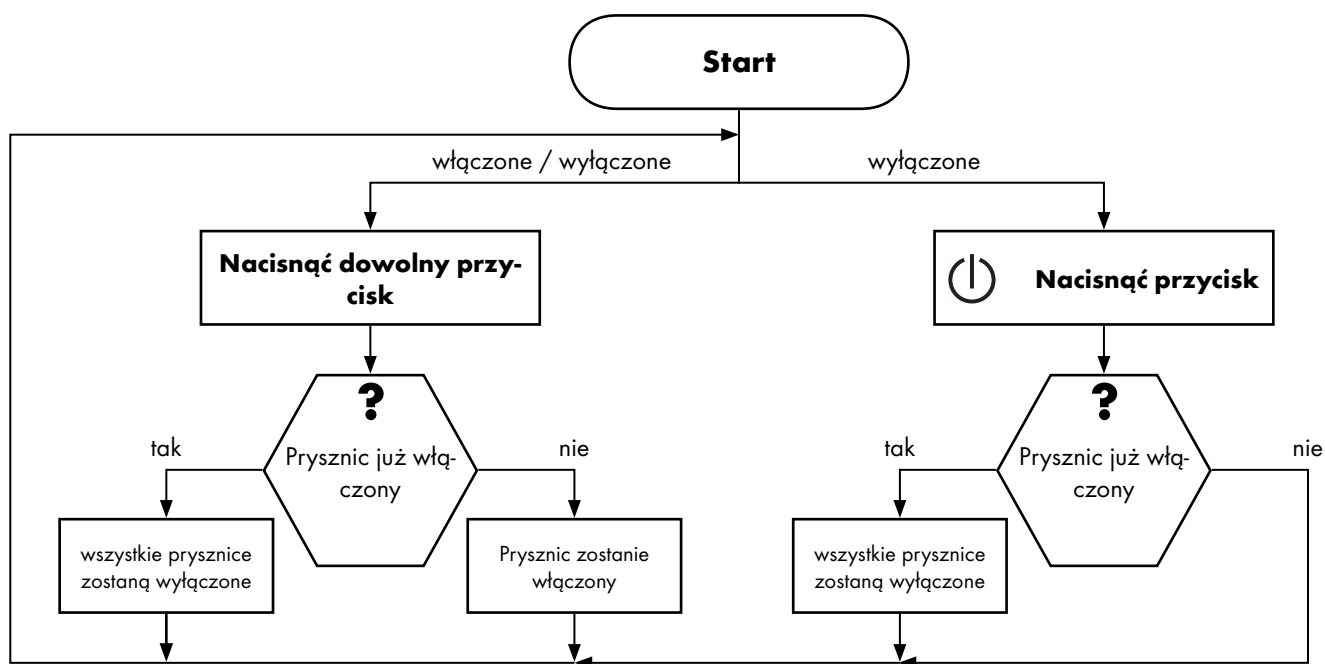 Start
włączone / wyłączone
wyłączone
Nacisnąć dowolny przy-
cisk
Nacisnąć przycisk
?
Prysznic już włą-
czony
tak
nie
?
Prysznic już włą-
czony
tak
nie
wszystkie prysznice
zostaną wyłączone
Prysznic zostanie
włączony
wszystkie prysznice
zostaną wyłączone